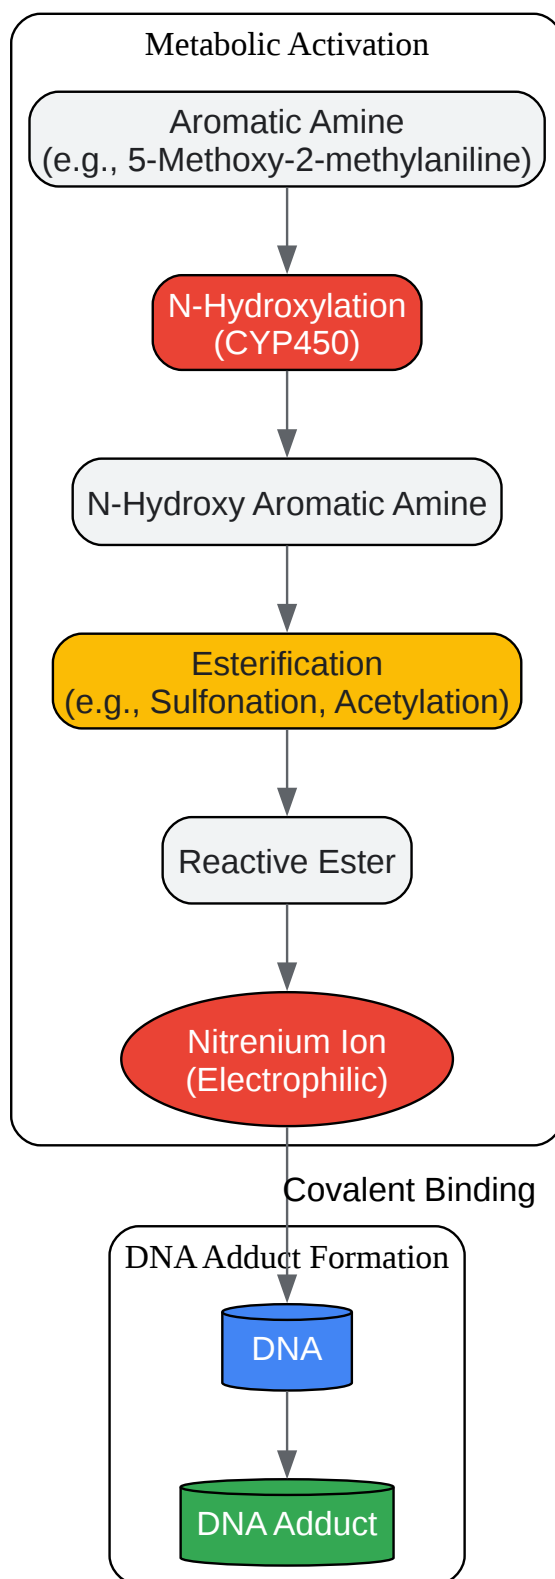 Metabolic Activation
Aromatic Amine
(e.g., 5-Methoxy-2-methylaniline)
N-Hydroxylation
(CYP450)
N-Hydroxy Aromatic Amine
Esterification
(e.g., Sulfonation, Acetylation)
Reactive Ester
Nitrenium Ion
(Electrophilic)
Covalent Binding
DNA Adduct Formation
DNA
DNA Adduct